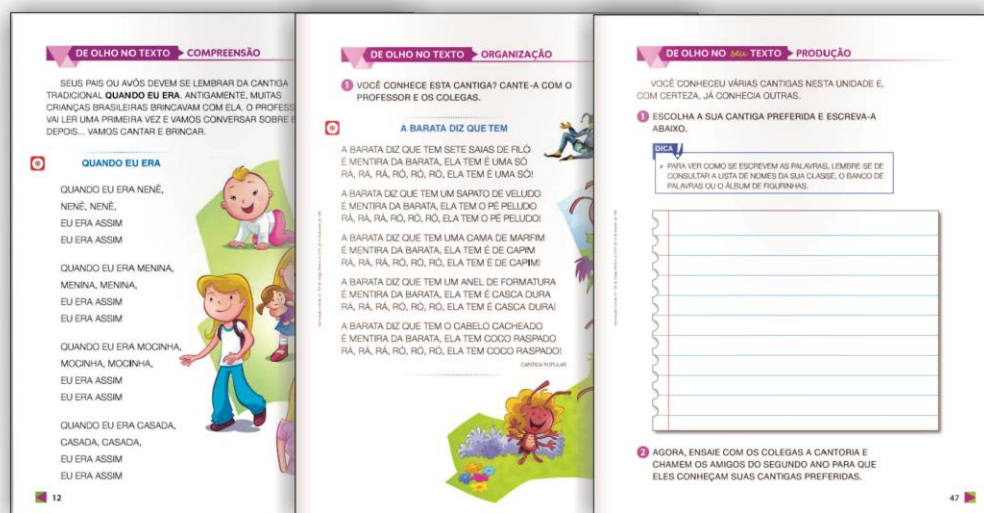 DE OLHO NO TEXTO COMPREENSÃO
SEUS PAIS OU AVÓS DEVEM SE LEMBRAR DA CANTIGA
TRADICIONAL QUANDO EU ERA. ANTIGAMENTE, MUITAS
CRIANÇAS BRASILEIRAS BRINCAVAM COM ELA. O PROFESS
VAI LER UMA PRIMEIRA VEZ E VAMOS CONVERSAR SOBRE E
DEPOIS... VAMOS CANTAR E BRINCAR.
QUANDO EU ERA
QUANDO EU ERA NENÊ,
NENÊ, NENÊ,
EU ERA ASSIM
EU ERA ASSIM
QUANDO EU ERA MENINA,
MENINA, MENINA,
EU ERA ASSIM
EU ERA ASSIM
QUANDO EU ERA MOCINHA,
MOCINHA, MOCINHA,
EU ERA ASSIM
EU ERA ASSIM
QUANDO EU ERA CASADA,
CASADA, CASADA,
EU ERA ASSIM
EU ERA ASSIM
12
DE OLHO NO TEXTO ORGANIZAÇÃO
1 VOCÊ CONHECE ESTA CANTIGA? CANTE-A COM O
PROFESSOR E OS COLEGAS.
A BARATA DIZ QUE TEM
A BARATA DIZ QUE TEM SETE SAIAS DE FILÓ
É MENTIRA DA BARATA, ELA TEM É UMA SÓ
RÁ, RÁ, RÁ, RÓ, RÓ, RÓ, ELA TEM É UMA SÓ!
A BARATA DIZ QUE TEM UM SAPATO DE VELUDO
É MENTIRA DA BARATA, ELA TEM O PÉ PELUDO
RÁ, RÁ, RÁ, RÓ, RÓ, RÓ, ELA TEM O PÉ PELUDO!
A BARATA DIZ QUE TEM UMA CAMA DE MARFIM
É MENTIRA DA BARATA, ELA TEM É DE CAPIM
RÁ, RÁ, RÁ, RÓ, RÓ, RÓ, ELA TEM É DE CAPIM!
A BARATA DIZ QUE TEM UM ANEL DE FORMATURA
É MENTIRA DA BARATA, ELA TEM É CASCA DURA
RÁ, RÁ, RÁ, RÓ, RÓ, RÓ, ELA TEM É CASCA DURA!
A BARATA DIZ QUE TEM O CABELO CACHEADO
É MENTIRA DA BARATA, ELA TEM COCO RASPADO
RÁ, RÁ, RÁ, RÓ, RÓ, RÓ, ELA TEM COCO RASPADO!
CANTIGA POPULAR
DE OLHO NO seu TEXTO PRODUÇÃO
VOCÊ CONHECEU VÁRIAS CANTIGAS NESTA UNIDADE E,
COM CERTEZA, JÁ CONHECIA OUTRAS.
1 ESCOLHA A SUA CANTIGA PREFERIDA E ESCREVA-A
ABAIXO.
DICA
PARA VER COMO SE ESCREVEM AS PALAVRAS, LEMBRE-SE DE
CONSULTAR A LISTA DE NOMES DA SUA CLASSE, O BANCO DE
PALAVRAS OU O ÁLBUM DE FIGURINHAS.
2 AGORA, ENSAIE COM OS COLEGAS A CANTORIA E
CHAMEM OS AMIGOS DO SEGUNDO ANO PARA QUE
ELES CONHEÇAM SUAS CANTIGAS PREFERIDAS.
47